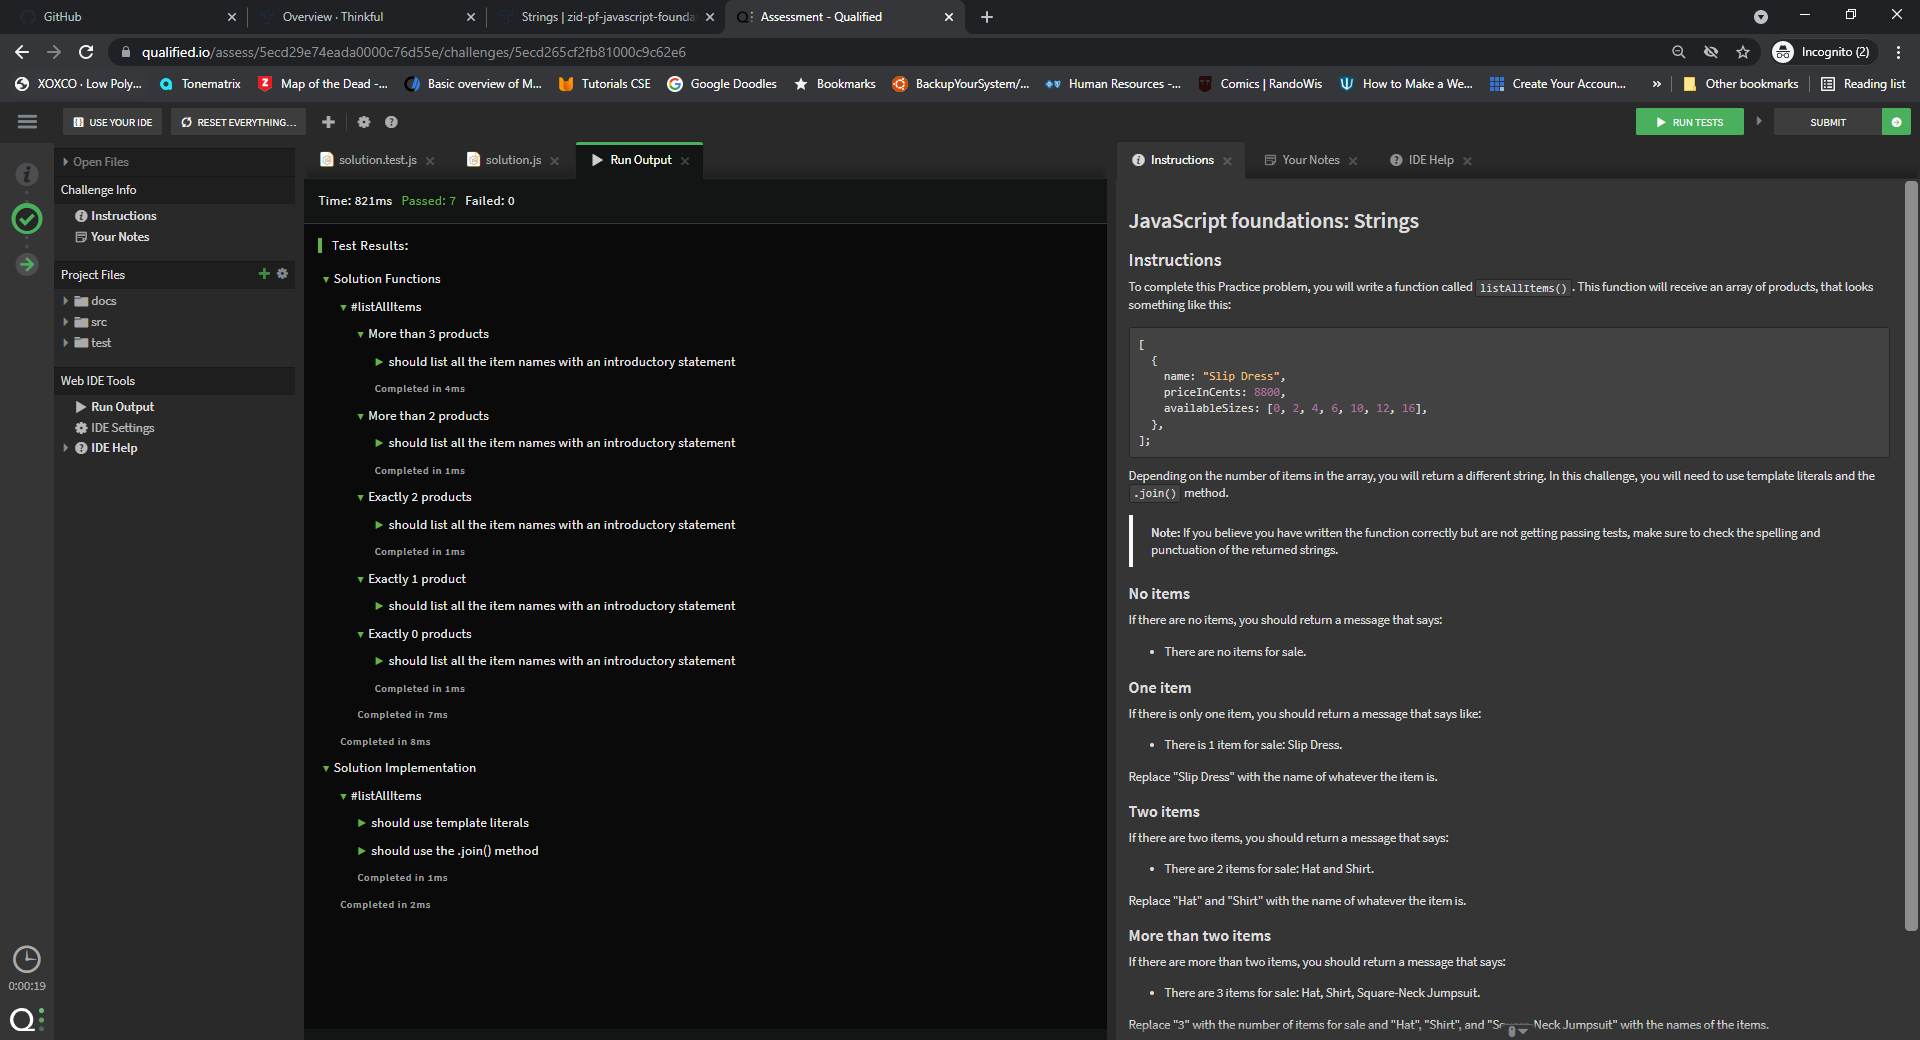 GitHub
Overview · Thinkful
Strings | zid-pf-javascript-founda
Assessment - Qualified
qualified.io/assess/5ecd29e74eada0000c76d55e/challenges/5ecd265cf2fb81000c9c62e6
Incognito (2)
XOXCO · Low Poly...
Tonematrix
Map of the Dead -...
Basic overview of M...
Tutorials CSE
Google Doodles
Bookmarks
BackupYourSystem/...
Human Resources -...
Comics | RandoWis
How to Make a We...
Create Your Accoun...
»
Other bookmarks
Reading list
USE YOUR IDE
RESET EVERYTHING...
RUN TESTS
SUBMIT
Open Files
Challenge Info
Instructions
Your Notes
Project Files
docs
src
test
Web IDE Tools
Run Output
IDE Settings
IDE Help
0:00:19
solution.test.js
solution.js
Run Output
Time: 821ms Passed: 7 Failed: 0
Test Results:
Solution Functions
#listAllItems
More than 3 products
should list all the item names with an introductory statement
Completed in 4ms
More than 2 products
should list all the item names with an introductory statement
Completed in 1ms
Exactly 2 products
should list all the item names with an introductory statement
Completed in 1ms
Exactly 1 product
should list all the item names with an introductory statement
Exactly 0 products
should list all the item names with an introductory statement
Completed in 1ms
Completed in 7ms
Completed in 8ms
Solution Implementation
#listAllItems
should use template literals
should use the .join() method
Completed in 1ms
Completed in 2ms
Instructions
Your Notes
IDE Help
JavaScript foundations: Strings
Instructions
To complete this Practice problem, you will write a function called listAllItems() . This function will receive an array of products, that looks
something like this:
[
{
name: "Slip Dress",
priceInCents: 8800,
availableSizes: [0, 2, 4, 6, 10, 12, 16],
},
];
Depending on the number of items in the array, you will return a different string. In this challenge, you will need to use template literals and the
.join() method.
Note: If you believe you have written the function correctly but are not getting passing tests, make sure to check the spelling and
punctuation of the returned strings.
No items
If there are no items, you should return a message that says:
• There are no items for sale.
One item
If there is only one item, you should return a message that says like:
• There is 1 item for sale: Slip Dress.
Replace "Slip Dress" with the name of whatever the item is.
Two items
If there are two items, you should return a message that says:
• There are 2 items for sale: Hat and Shirt.
Replace "Hat" and "Shirt" with the name of whatever the item is.
More than two items
If there are more than two items, you should return a message that says:
• There are 3 items for sale: Hat, Shirt, Square-Neck Jumpsuit.
Replace "3" with the number of items for sale and "Hat", "Shirt", and "Square-Neck Jumpsuit" with the names of the items.